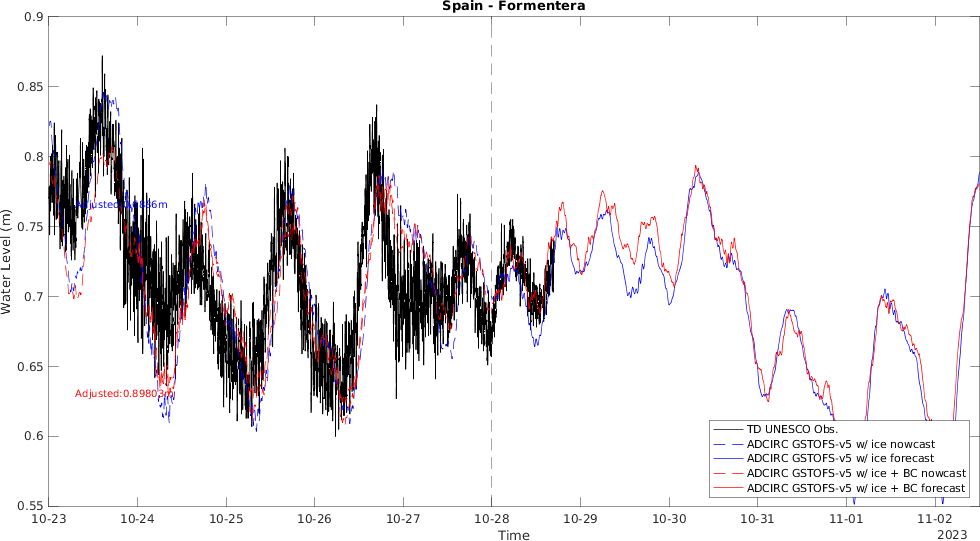 Spain - Formentera
0.9
0.85
0.8
0.75
0.7
0.65
0.6
0.55
Water Level (m)
Adjusted:
Adjusted:0.89803m
10-23
10-24
10-25
10-26
10-27
10-28
10-29
10-30
10-31
11-01
11-02
2023
Time
TD UNESCO Obs.
ADCIRC GSTOFS-v5 w/ ice nowcast
ADCIRC GSTOFS-v5 w/ ice forecast
ADCIRC GSTOFS-v5 w/ ice + BC nowcast
ADCIRC GSTOFS-v5 w/ ice + BC forecast